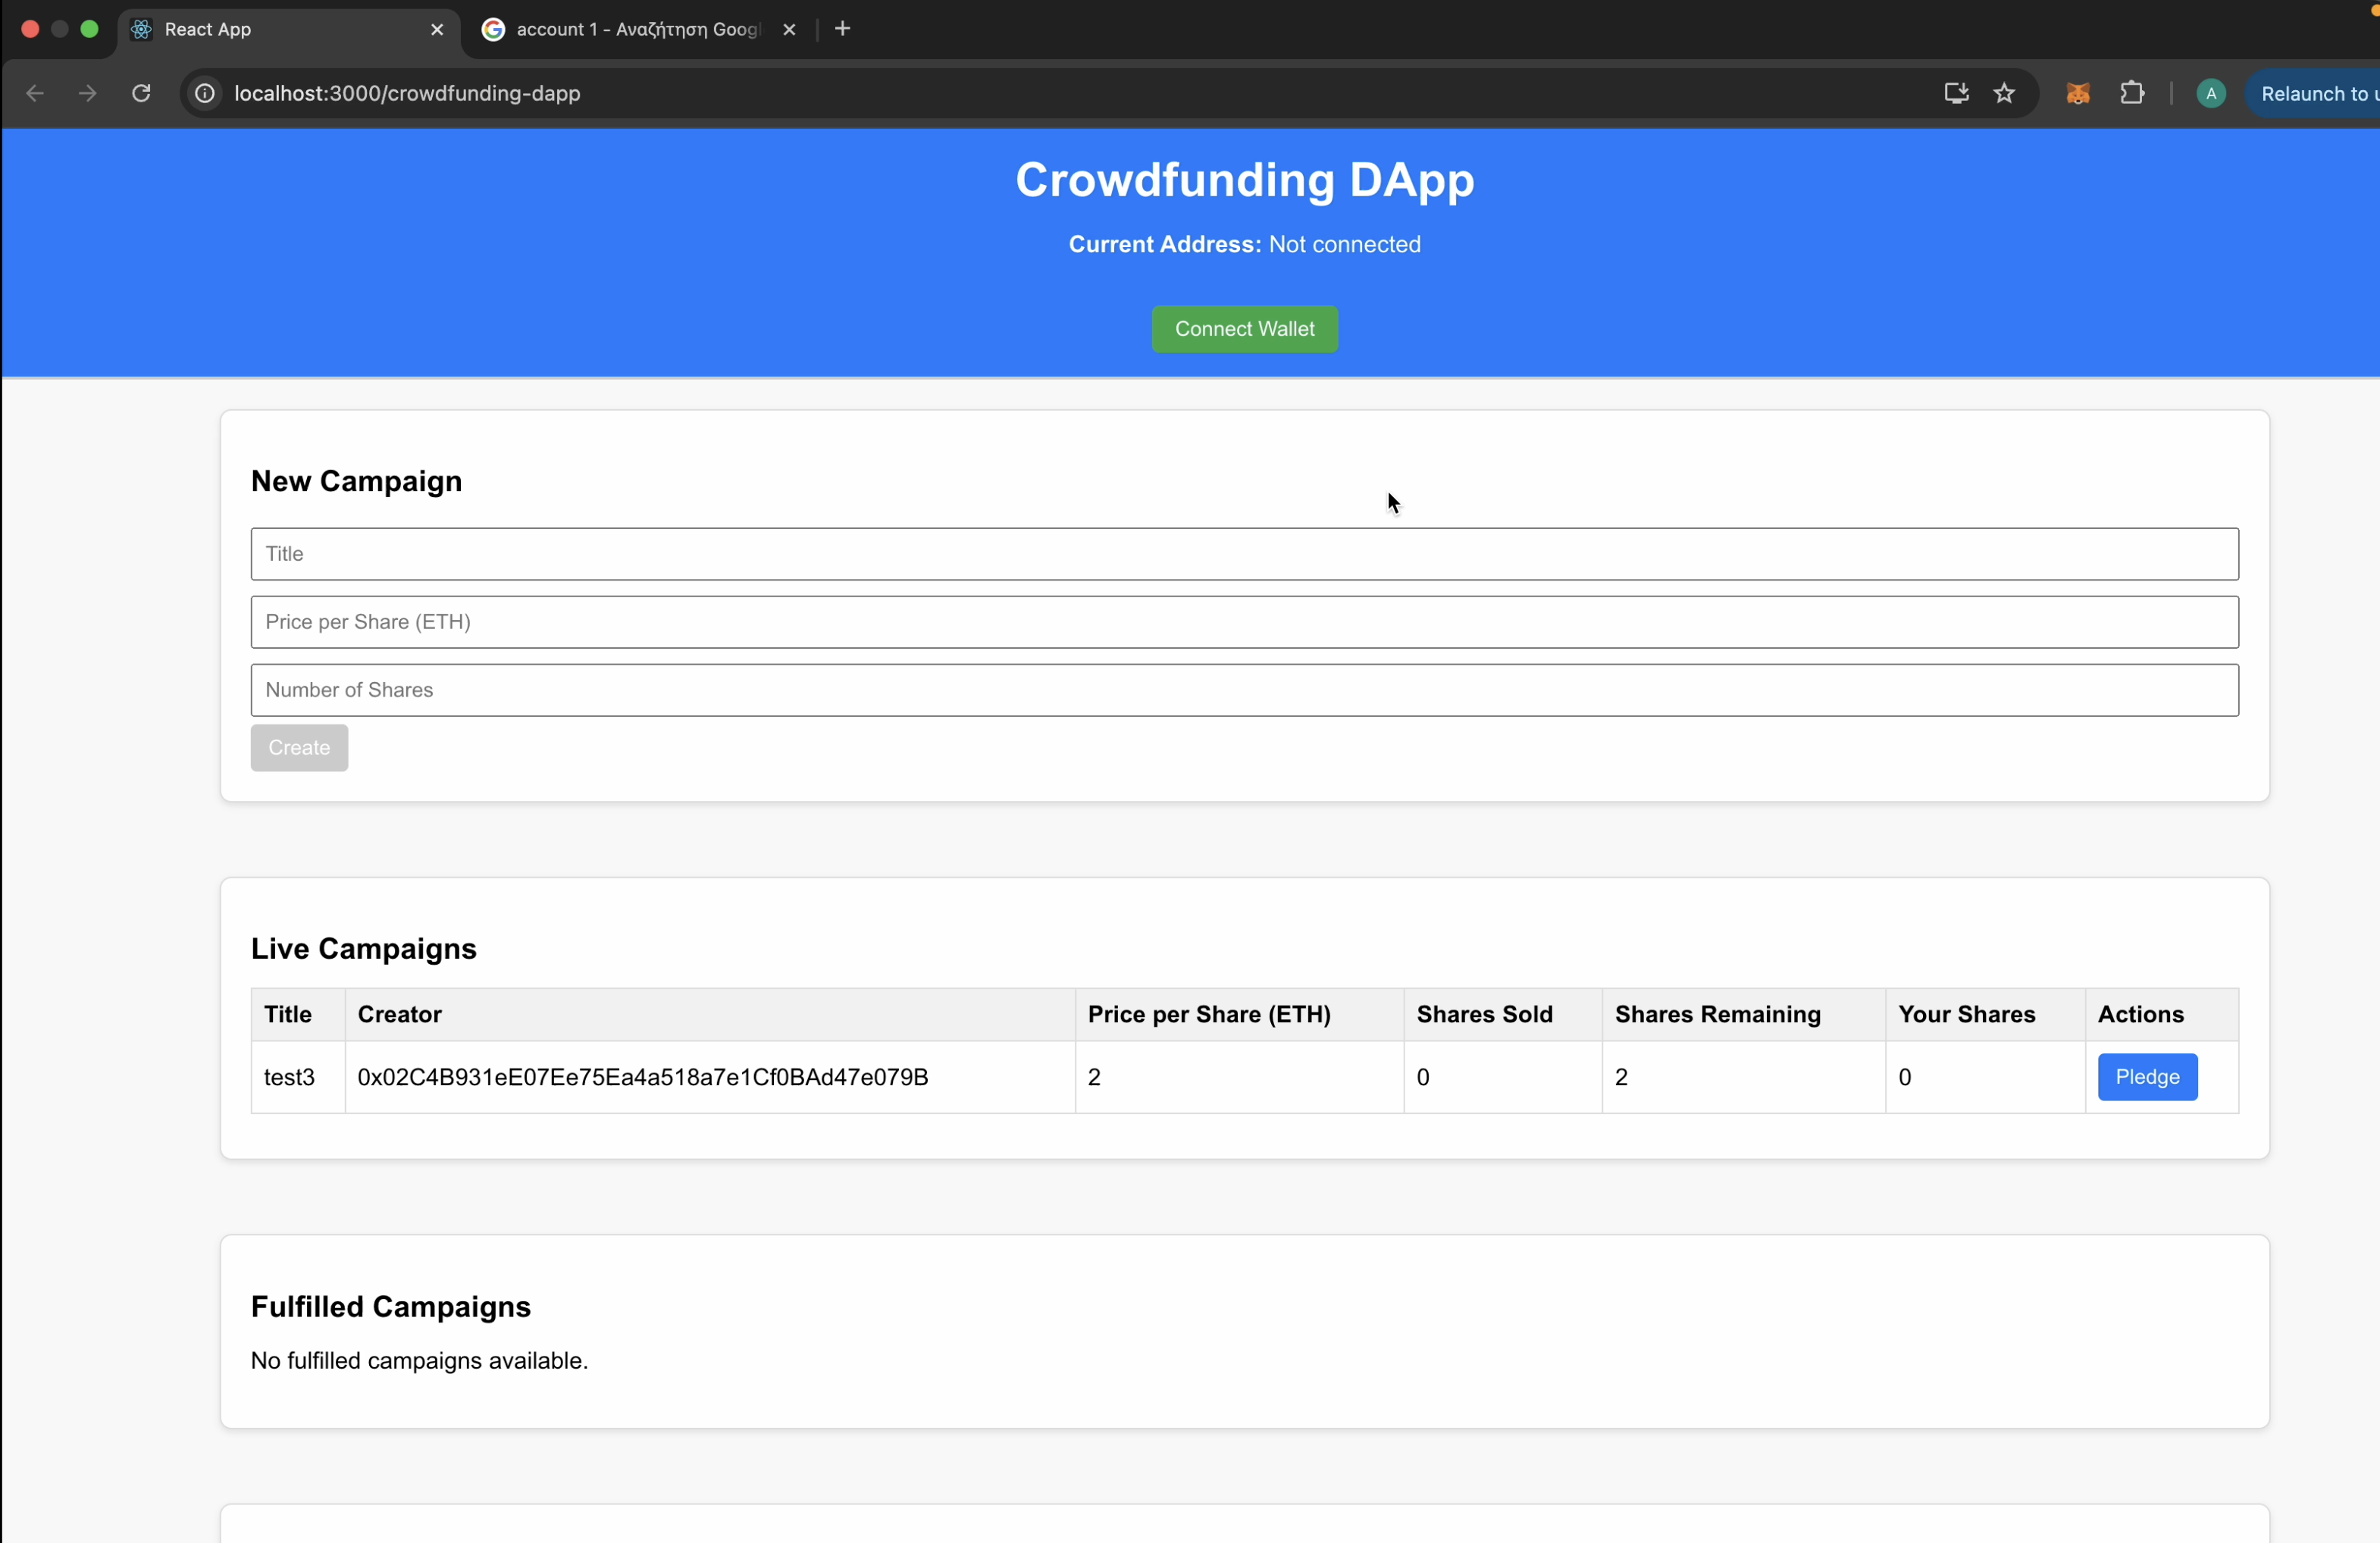 React App
account 1 - Αναζήτηση Goog
localhost:3000/crowdfunding-dapp
A
Relaunch to u
Crowdfunding DApp
Current Address: Not connected
Connect Wallet
New Campaign
Title
Price per Share (ETH)
Number of Shares
Create
Live Campaigns
Title Creator Price per Share (ETH) Shares Sold Shares Remaining Your Shares Actions
test3 0x02C4B931eE07Ee75Ea4a518a7e1Cf0BAd47e079B 2 0 2 0 Pledge
Fulfilled Campaigns
No fulfilled campaigns available.